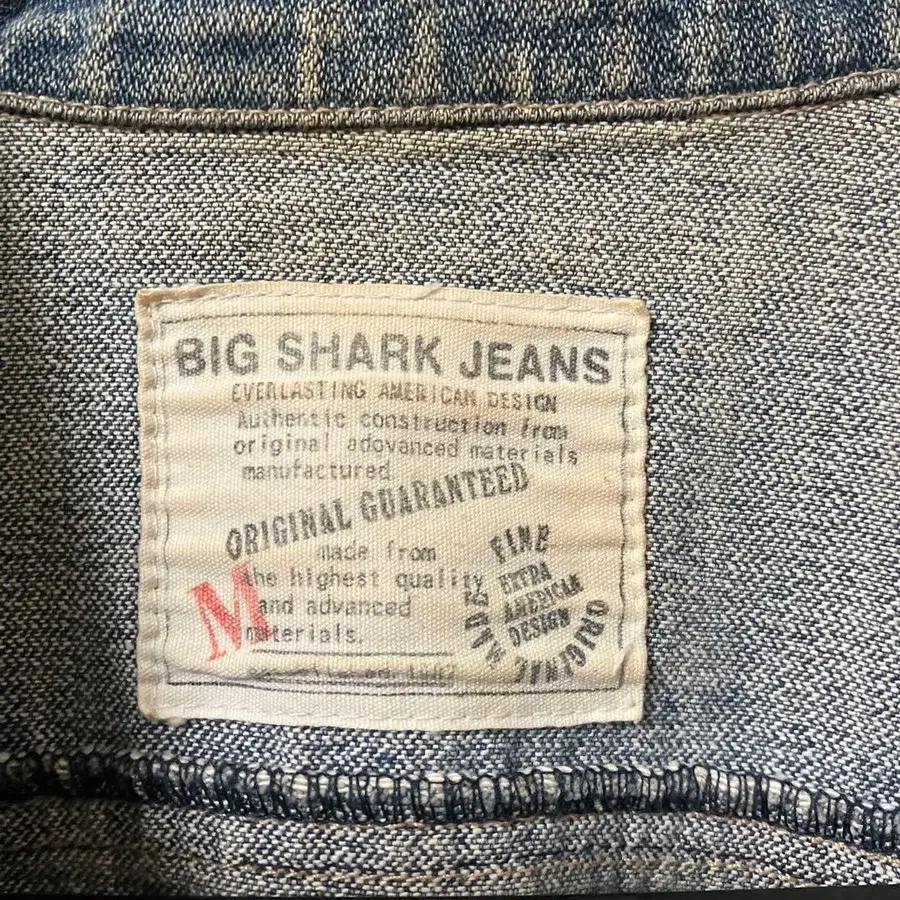 BIG SHARK JEANS
EVERLASTING AMERICAN DESIGN
Authentic construction from
original adovanced materials
manufactured
ORIGINAL GUARANTEED
made from
the highest quality
and advanced
materials.
M
FINE
ORIGINAL
MADE
EXTRA
AMERICAN
DESIGN